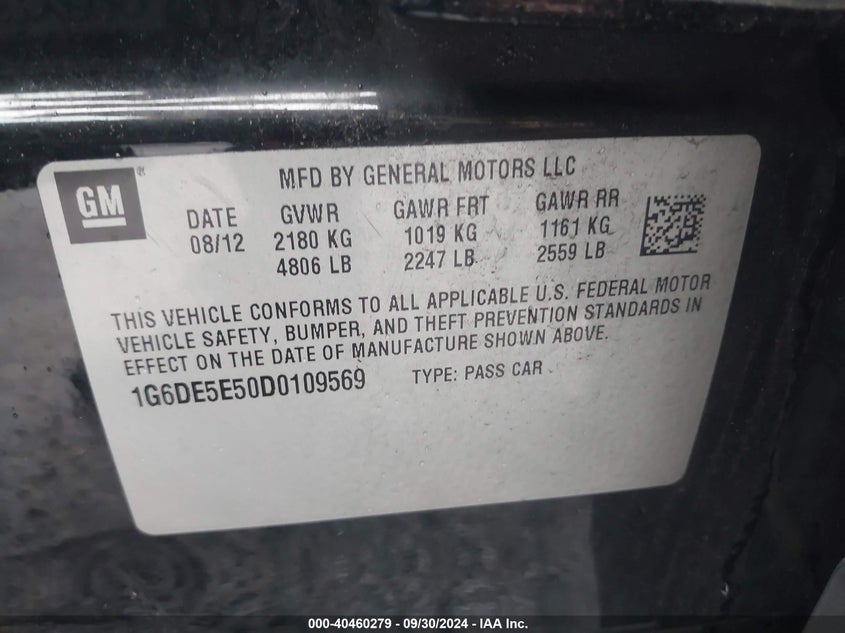 GM®
MFD BY GENERAL MOTORS LLC
DATE GVWR GAWR FRT GAWR RR
08/12 2180 KG 1019 KG 1161 KG
4806 LB 2247 LB 2559 LB
THIS VEHICLE CONFORMS TO ALL APPLICABLE U.S. FEDERAL MOTOR
VEHICLE SAFETY, BUMPER, AND THEFT PREVENTION STANDARDS IN
EFFECT ON THE DATE OF MANUFACTURE SHOWN ABOVE.
1G6DE5E50D0109569 TYPE: PASS CAR
000-40460279 - 09/30/2024 - IAA Inc.